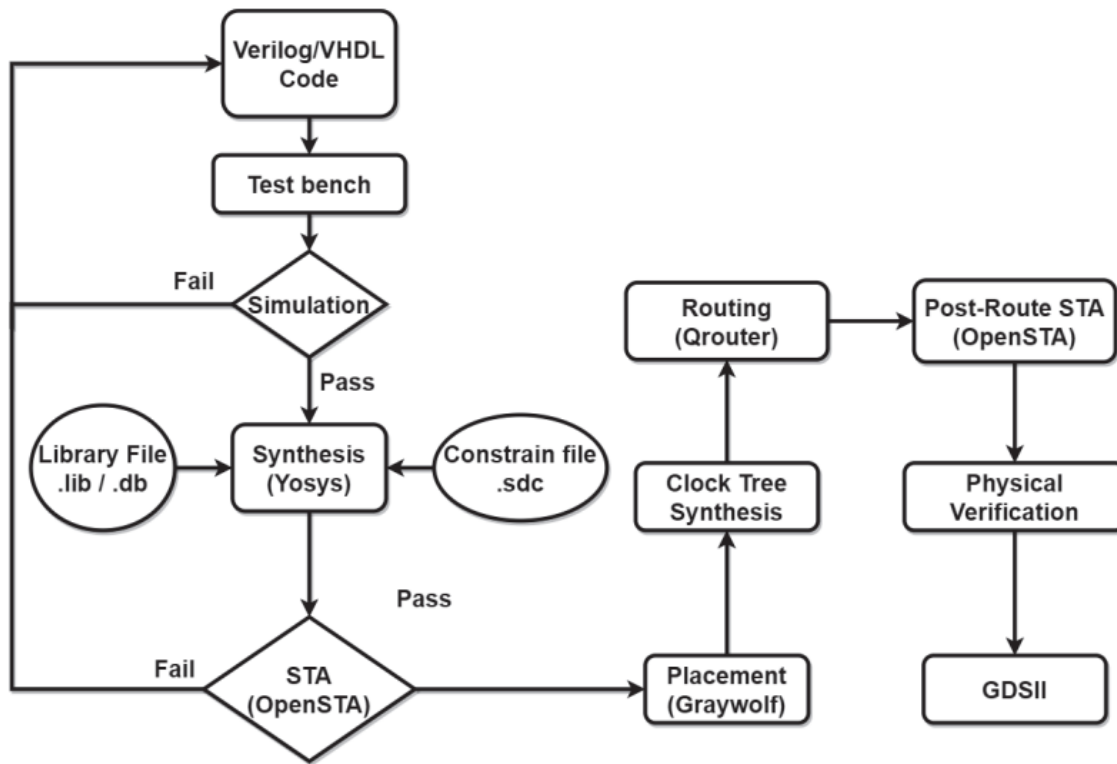 Verilog/VHDL
Code
Test bench
Fail
Simulation
Pass
Library File
.lib / .db
Synthesis
(Yosys)
Constrain file
.sdc
Pass
Fail
STA
(OpenSTA)
Placement
(Graywolf)
Clock Tree
Synthesis
Routing
(Qrouter)
Post-Route STA
(OpenSTA)
Physical
Verification
GDSII